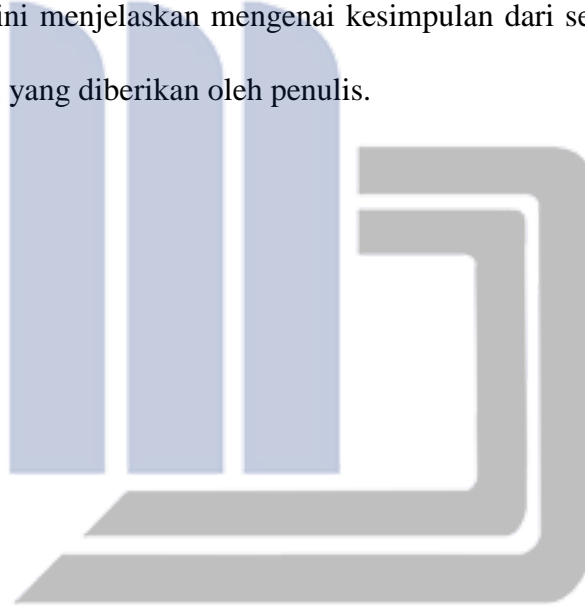 ini menjelaskan mengenai kesimpulan dari se
yang diberikan oleh penulis.